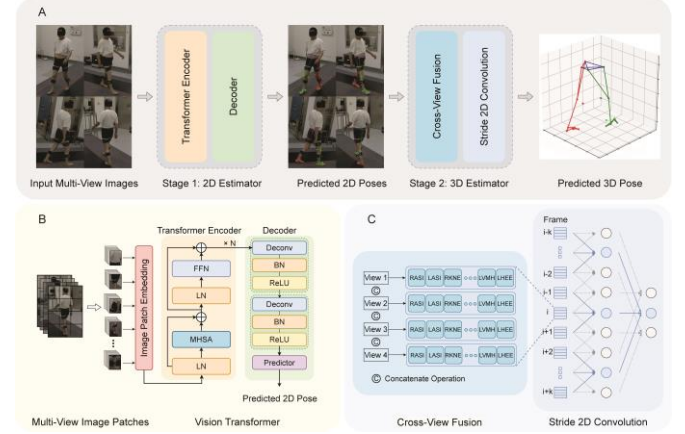 A
Transformer Encoder
Decoder
Cross-View Fusion
Stride 2D Convolution
Input Multi-View Images
Stage 1: 2D Estimator
Predicted 2D Poses
Stage 2: 3D Estimator
Predicted 3D Pose
B
Transformer Encoder
Decoder
× N
Image Patch Embedding
FFN
LN
MHSA
LN
Deconv
BN
ReLU
Deconv
BN
ReLU
Predictor
Predicted 2D Pose
Multi-View Image Patches
Vision Transformer
C
Frame
View 1
RASI LASI RKNE LVMH LHEE
©
View 2
RASI LASI RKNE LVMH LHEE
©
View 3
RASI LASI RKNE LVMH LHEE
©
View 4
RASI LASI RKNE LVMH LHEE
© Concatenate Operation
i-k
i-2
i-1
i
i+1
i+2
i+k
Cross-View Fusion
Stride 2D Convolution